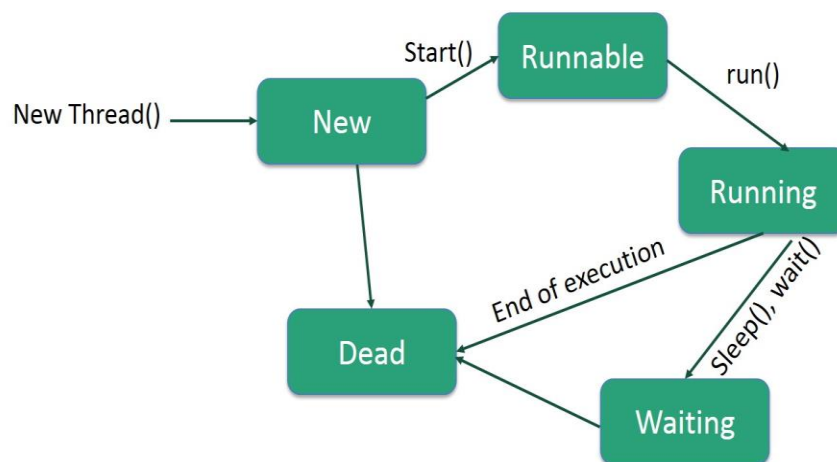 Start()
Runnable
run()
New Thread()
New
Running
End of execution
Sleep(), wait()
Dead
Waiting